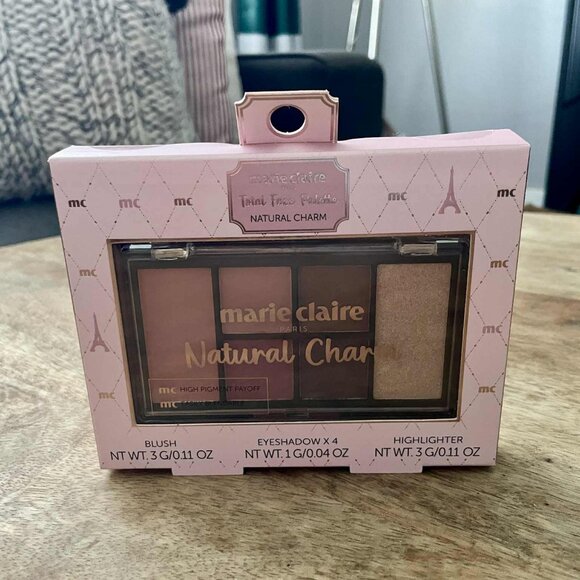 marie claire
Total Face Palette
NATURAL CHARM
mc
mc
mc
mc
mc
mc
marie claire
PARIS
Natural Charm
mc HIGH PIGMENT PAYOFF
mc
BLUSH
NT WT. 3 G/0.11 OZ
EYESHADOW X 4
NT WT. 1 G/0.04 OZ
HIGHLIGHTER
NT WT. 3 G/0.11 OZ